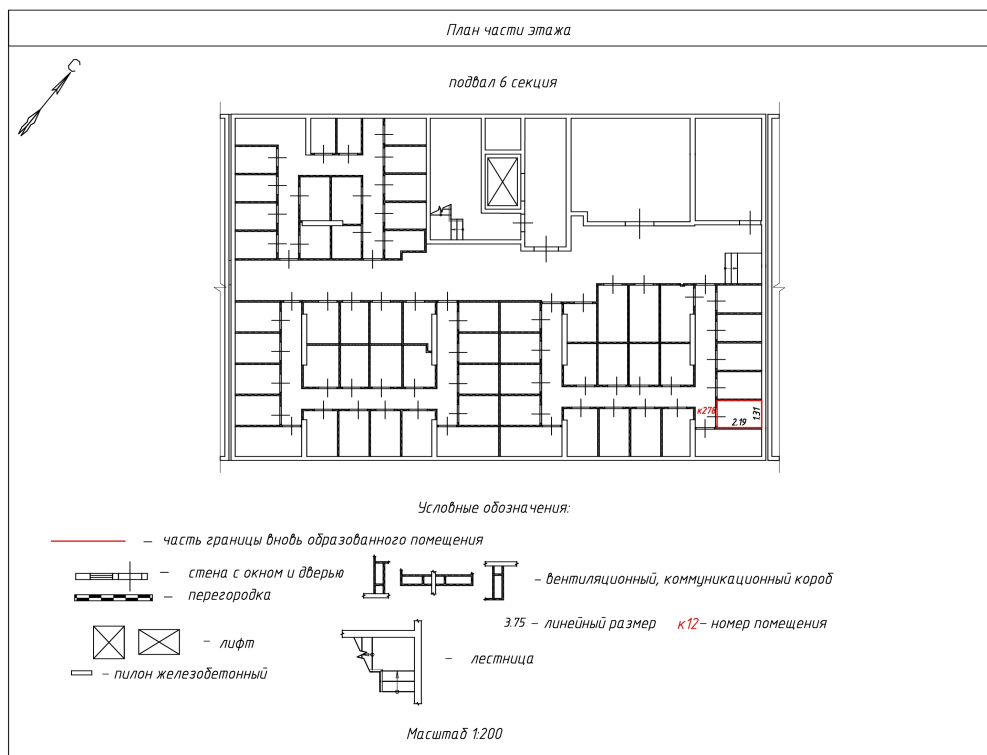 План части этажа
С
подвал 6 секция
к278
2.19
1.31
Условные обозначения:
– часть границы вновь образованного помещения
– стена с окном и дверью
– перегородка
– вентиляционный, коммуникационный короб
3.75 – линейный размер к12 – номер помещения
– лифт
– лестница
– пилон железобетонный
Масштаб 1:200